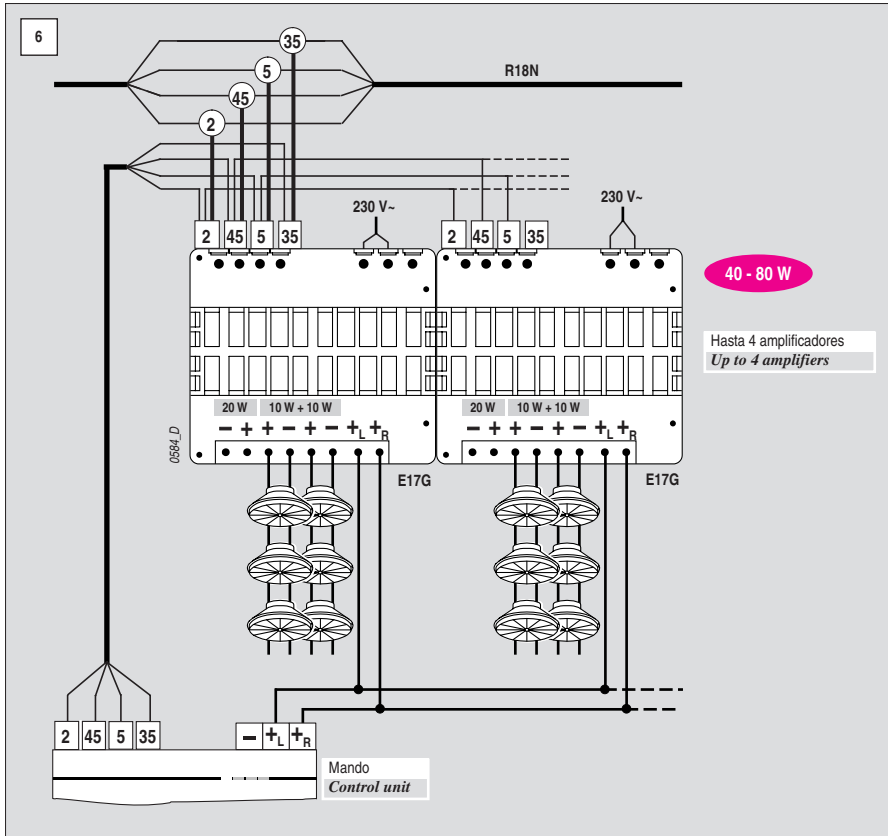 6
35
5
R18N
45
2
230 V~
230 V~
2 45 5 35
2 45 5 35
40 - 80 W
Hasta 4 amplificadores
Up to 4 amplifiers
20 W 10 W + 10 W
20 W 10 W + 10 W
− + + − + − +L +R
− + + − + − +L +R
0584_D
E17G
E17G
2 45 5 35
− +L +R
Mando
Control unit